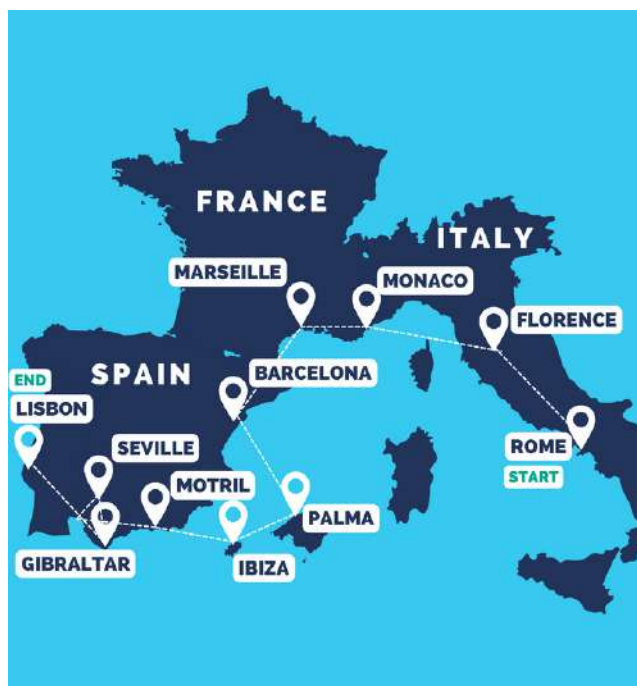 FRANCE
ITALY
MARSEILLE
MONACO
FLORENCE
SPAIN
BARCELONA
END
LISBON
SEVILLE
ROME
START
MOTRIL
PALMA
GIBRALTAR
IBIZA